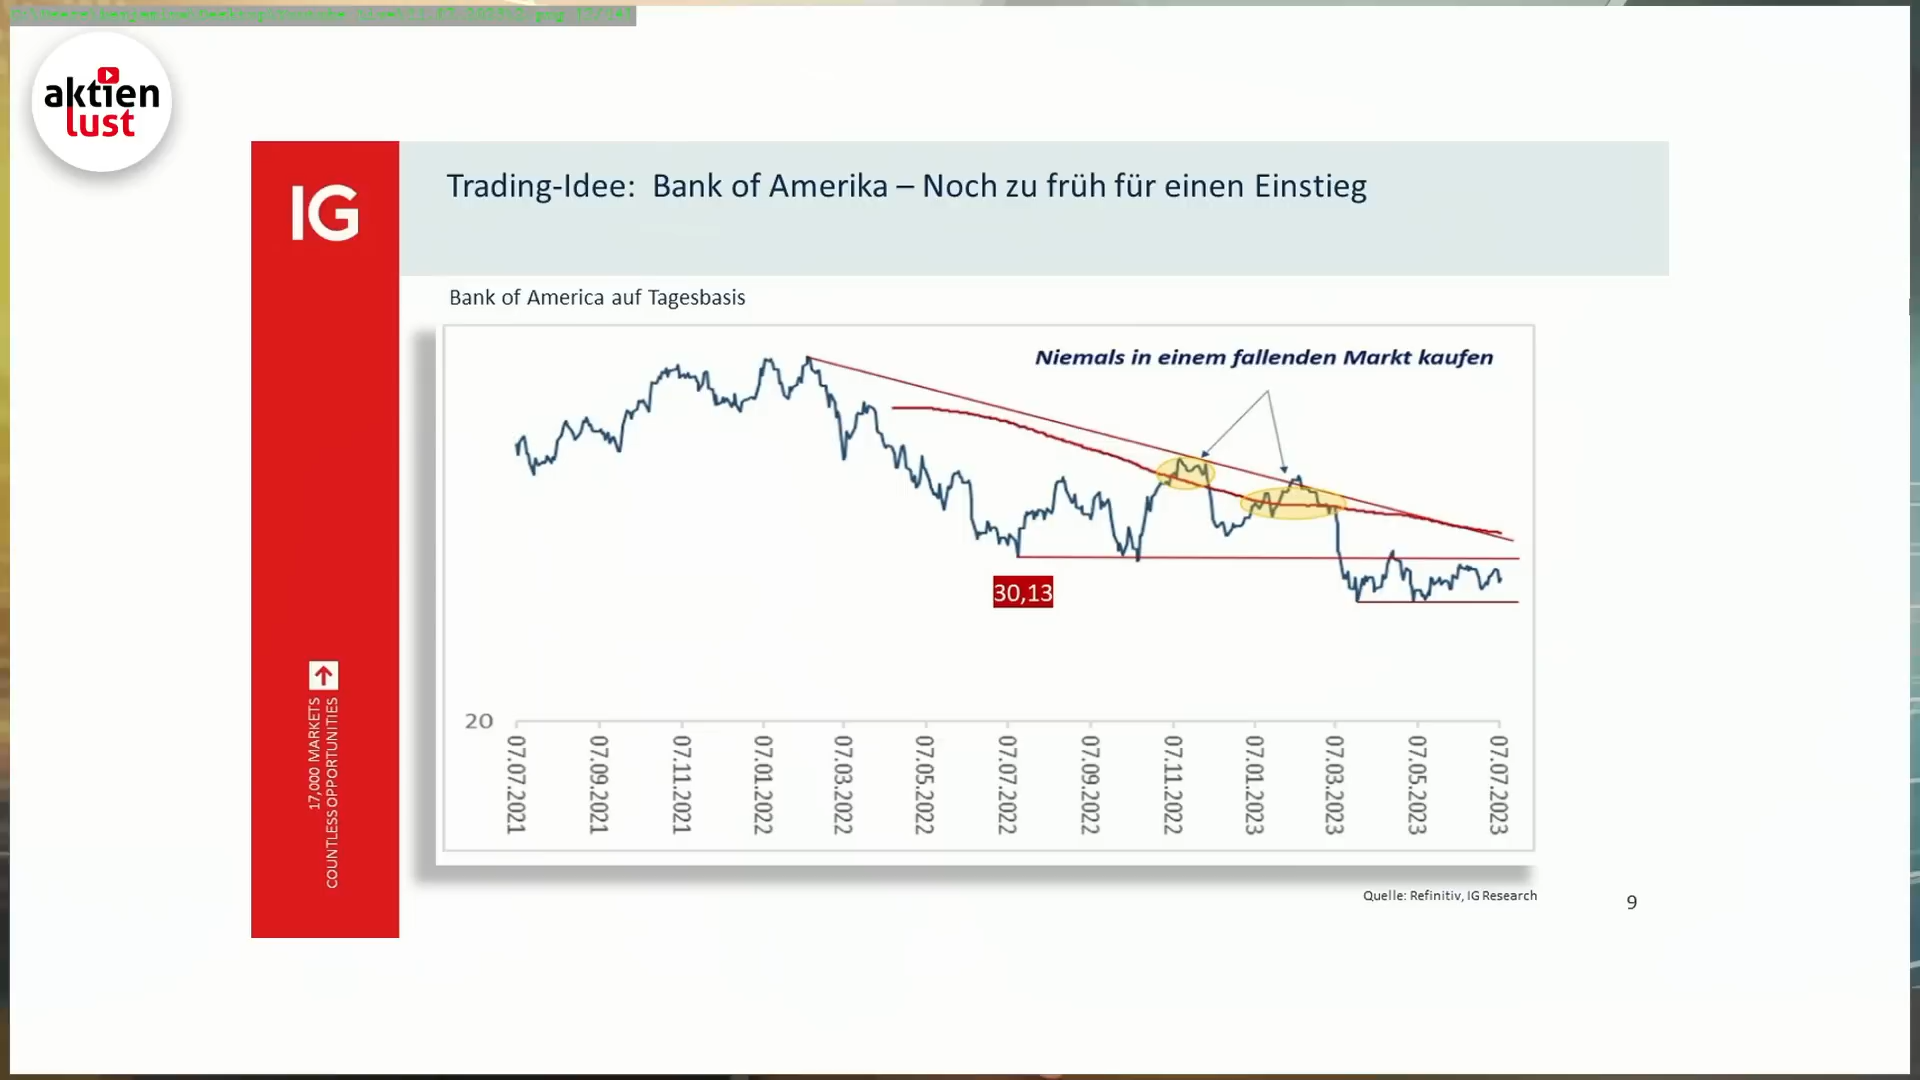 aktien
lust
IG
Trading-Idee: Bank of Amerika – Noch zu früh für einen Einstieg
Bank of America auf Tagesbasis
Niemals in einem fallenden Markt kaufen
30,13
20
07.07.2021
07.09.2021
07.11.2021
07.01.2022
07.03.2022
07.05.2022
07.07.2022
07.09.2022
07.11.2022
07.01.2023
07.03.2023
07.05.2023
07.07.2023
17,000 MARKETS
COUNTLESS OPPORTUNITIES
Quelle: Refinitiv, IG Research
9